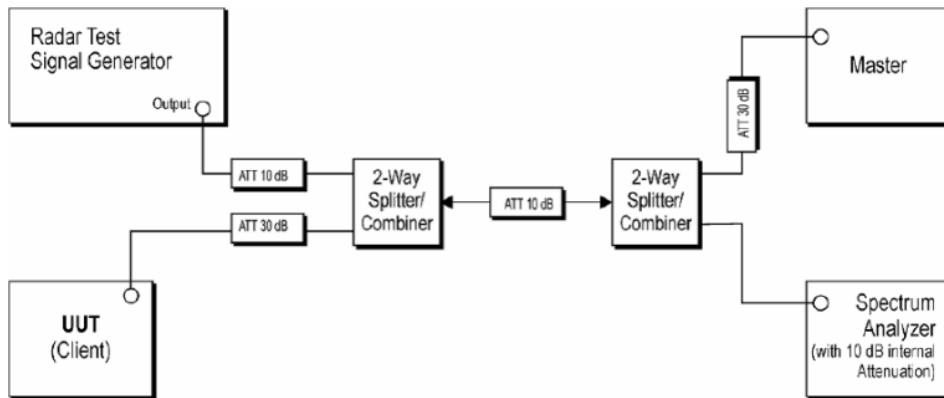 Radar Test
Signal Generator
Output
ATT 10 dB
2-Way
Splitter/
Combiner
ATT 30 dB
ATT 10 dB
2-Way
Splitter/
Combiner
ATT 30 dB
Master
UUT
(Client)
Spectrum
Analyzer
(with 10 dB internal
Attenuation)